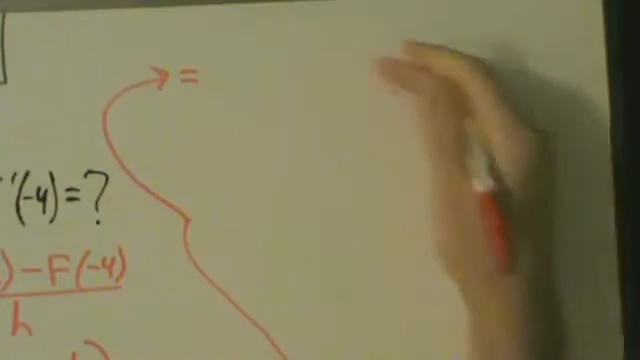 =
'(-4)=?
) - F(-4)
h